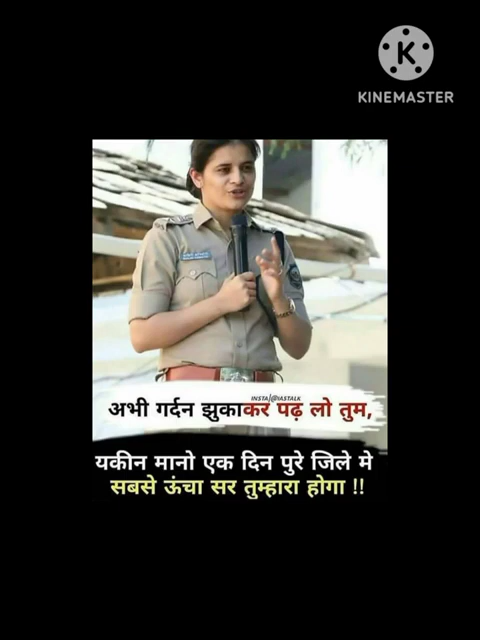 KINEMASTER
INSTA/@IASTALK
अभी गर्दन झुकाकर पढ़ लो तुम,
यकीन मानो एक दिन पुरे जिले मे
सबसे ऊंचा सर तुम्हारा होगा !!